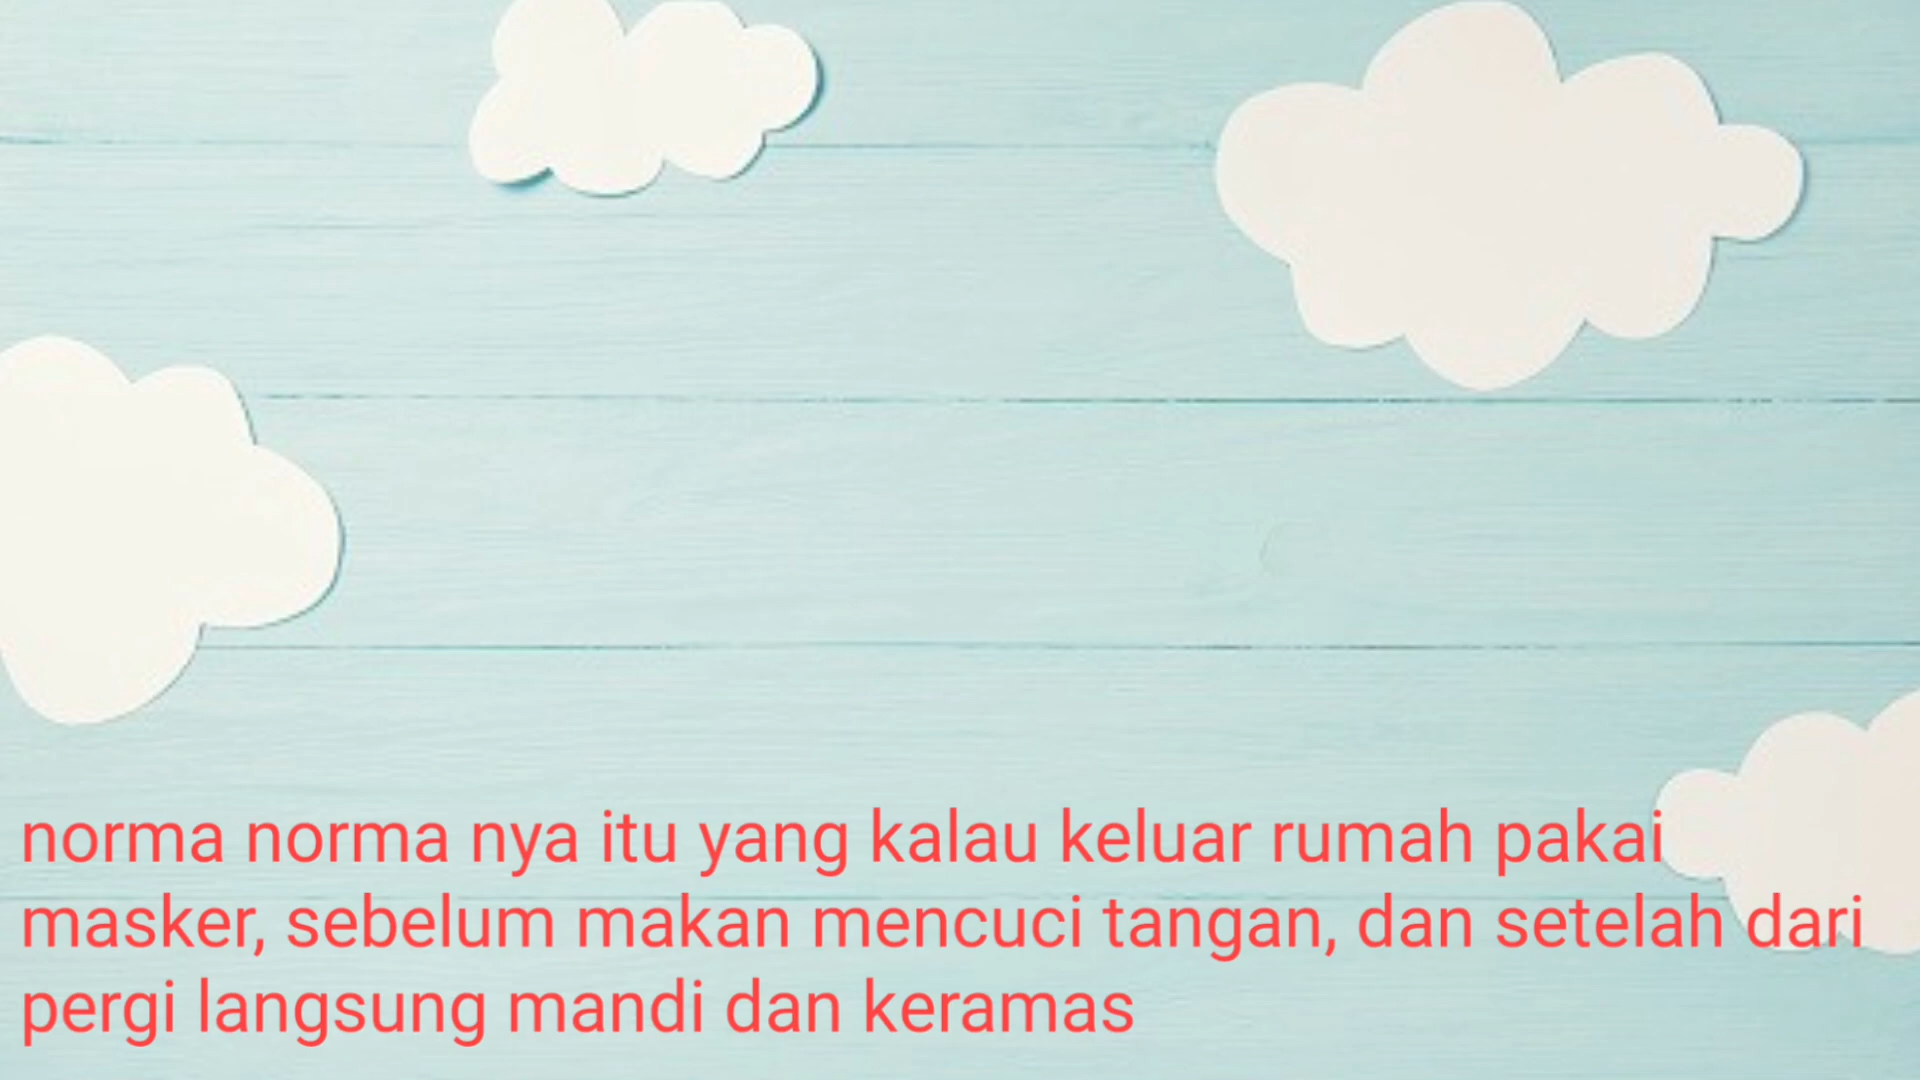 norma norma nya itu yang kalau keluar rumah pakai
masker, sebelum makan mencuci tangan, dan setelah dari
pergi langsung mandi dan keramas